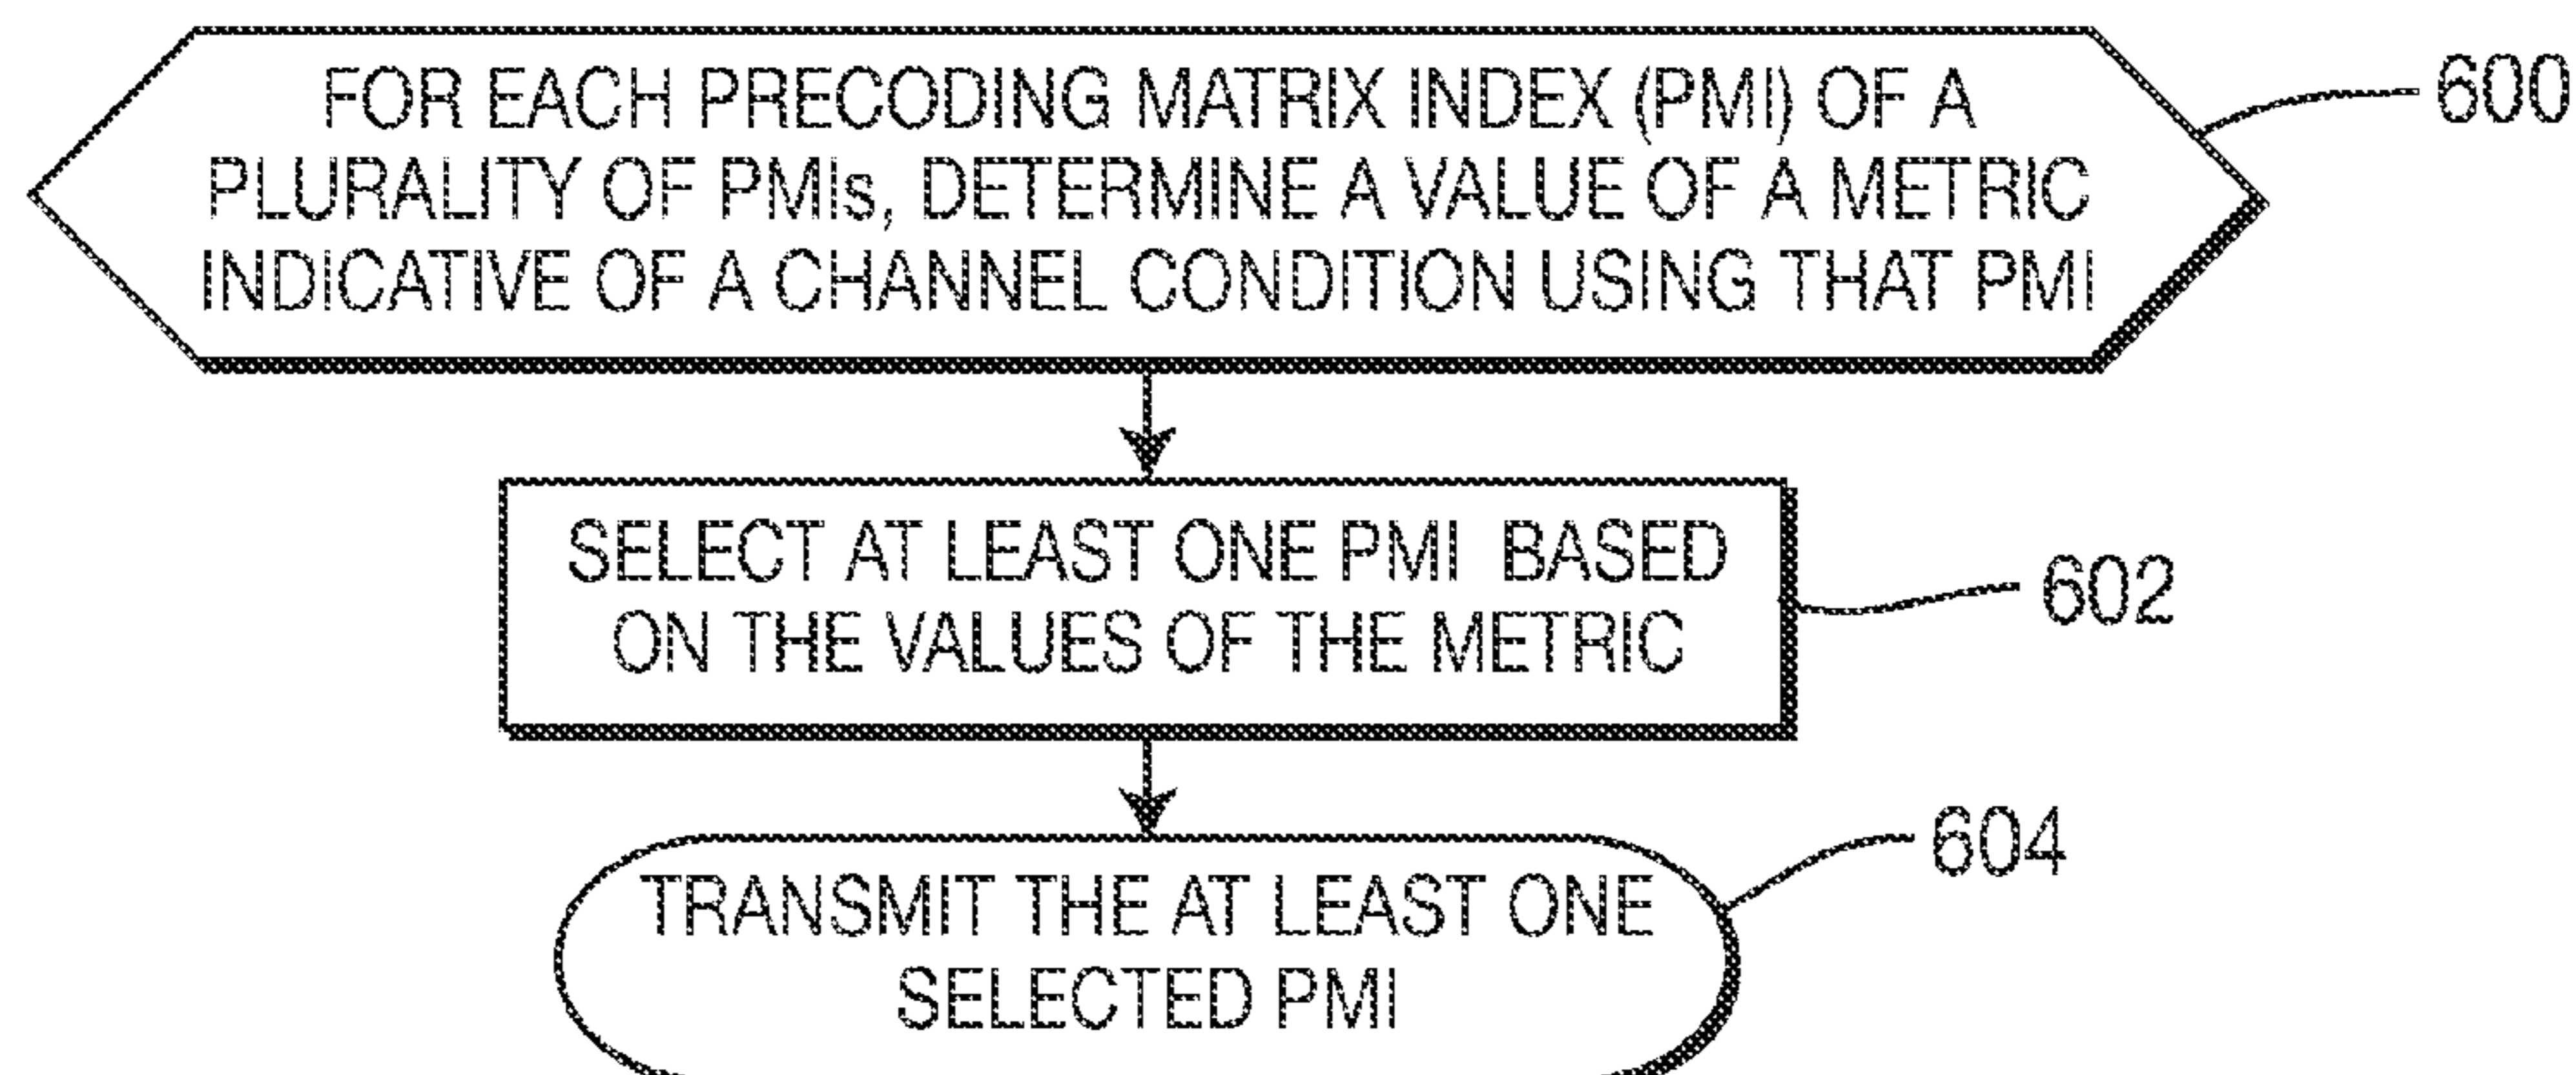 FOR EACH PRECODING MATRIX INDEX (PMI) OF A
PLURALITY OF PMIs, DETERMINE A VALUE OF A METRIC
INDICATIVE OF A CHANNEL CONDITION USING THAT PMI
600
SELECT AT LEAST ONE PMI BASED
ON THE VALUES OF THE METRIC
602
TRANSMIT THE AT LEAST ONE
SELECTED PMI
604